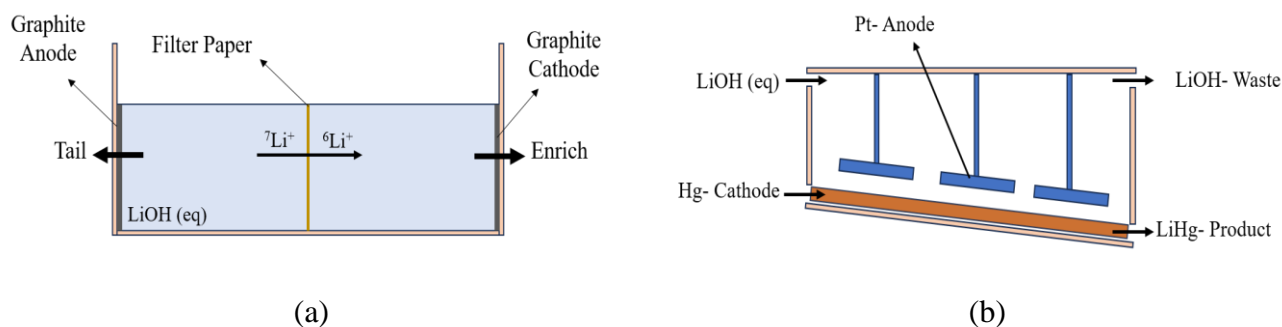 Graphite
Anode
Filter Paper
Graphite
Cathode
⁷Li⁺
⁶Li⁺
Tail
Enrich
LiOH (eq)
(a)
Pt- Anode
LiOH (eq)
LiOH- Waste
Hg- Cathode
LiHg- Product
(b)